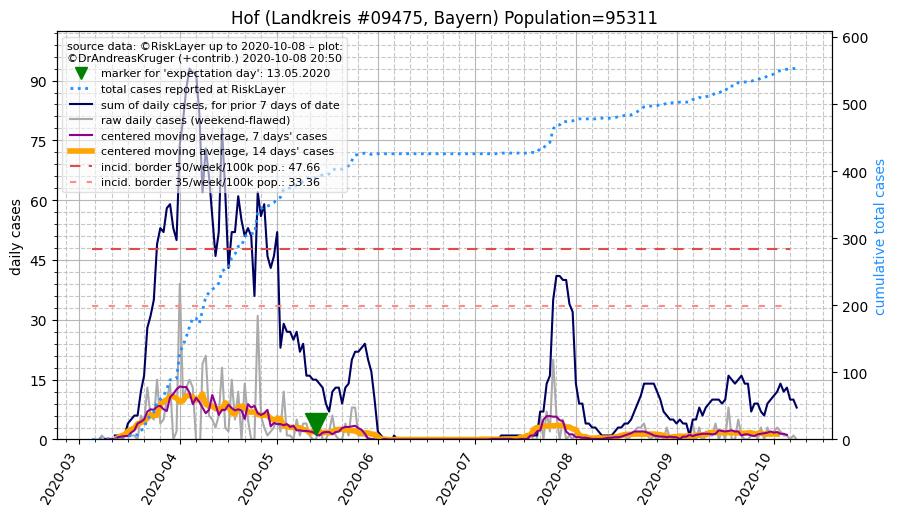 Hof (Landkreis #09475, Bayern) Population=95311
source data: ©RiskLayer up to 2020-10-08 – plot:
©DrAndreasKruger (+contrib.) 2020-10-08 20:50
marker for 'expectation day': 13.05.2020
total cases reported at RiskLayer
sum of daily cases, for prior 7 days of date
raw daily cases (weekend-flawed)
centered moving average, 7 days' cases
centered moving average, 14 days' cases
incid. border 50/week/100k pop.: 47.66
incid. border 35/week/100k pop.: 33.36
daily cases
90
75
60
45
30
15
0
cumulative total cases
600
500
400
300
200
100
0
2020-03
2020-04
2020-05
2020-06
2020-07
2020-08
2020-09
2020-10